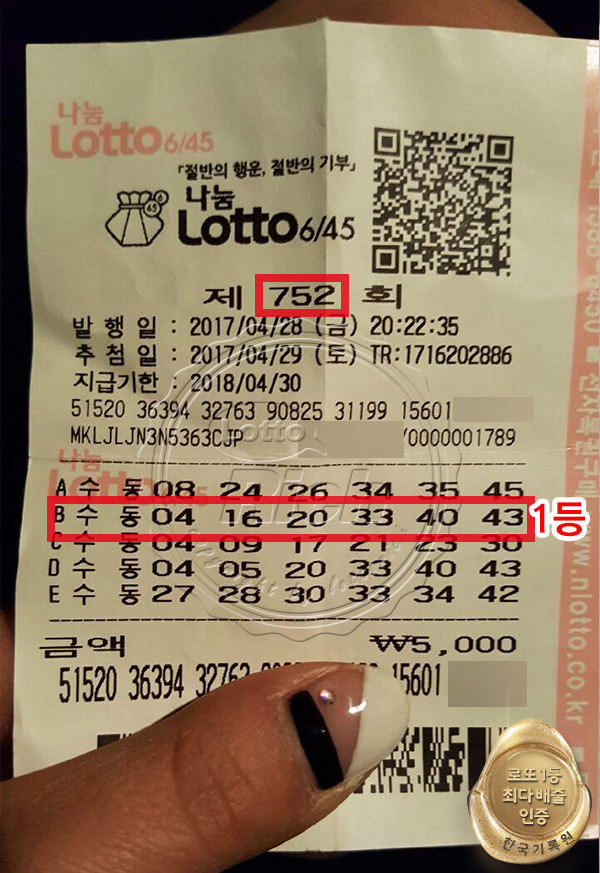 나눔
Lotto 6/45
「절반의 행운, 절반의 기부」
나눔
Lotto 6/45
제 752 회
발 행 일 : 2017/04/28 (금) 20:22:35
추 첨 일 : 2017/04/29 (토) TR:1716202886
지급기한 : 2018/04/30
51520 36394 32763 90825 31199 15601
MKLJLJN3N5363CJP /0000001789
Lotto
Rich
나눔
A 수 동 08 24 26 34 35 45
B 수 동 04 16 20 33 40 43 1등
C 수 동 04 09 17 21 23 30
D 수 동 04 05 20 33 40 43
E 수 동 27 28 30 33 34 42
금액 ₩5,000
51520 36394 15601
www.nlotto.co.kr
로또1등
최다배출
인증
한국기록원